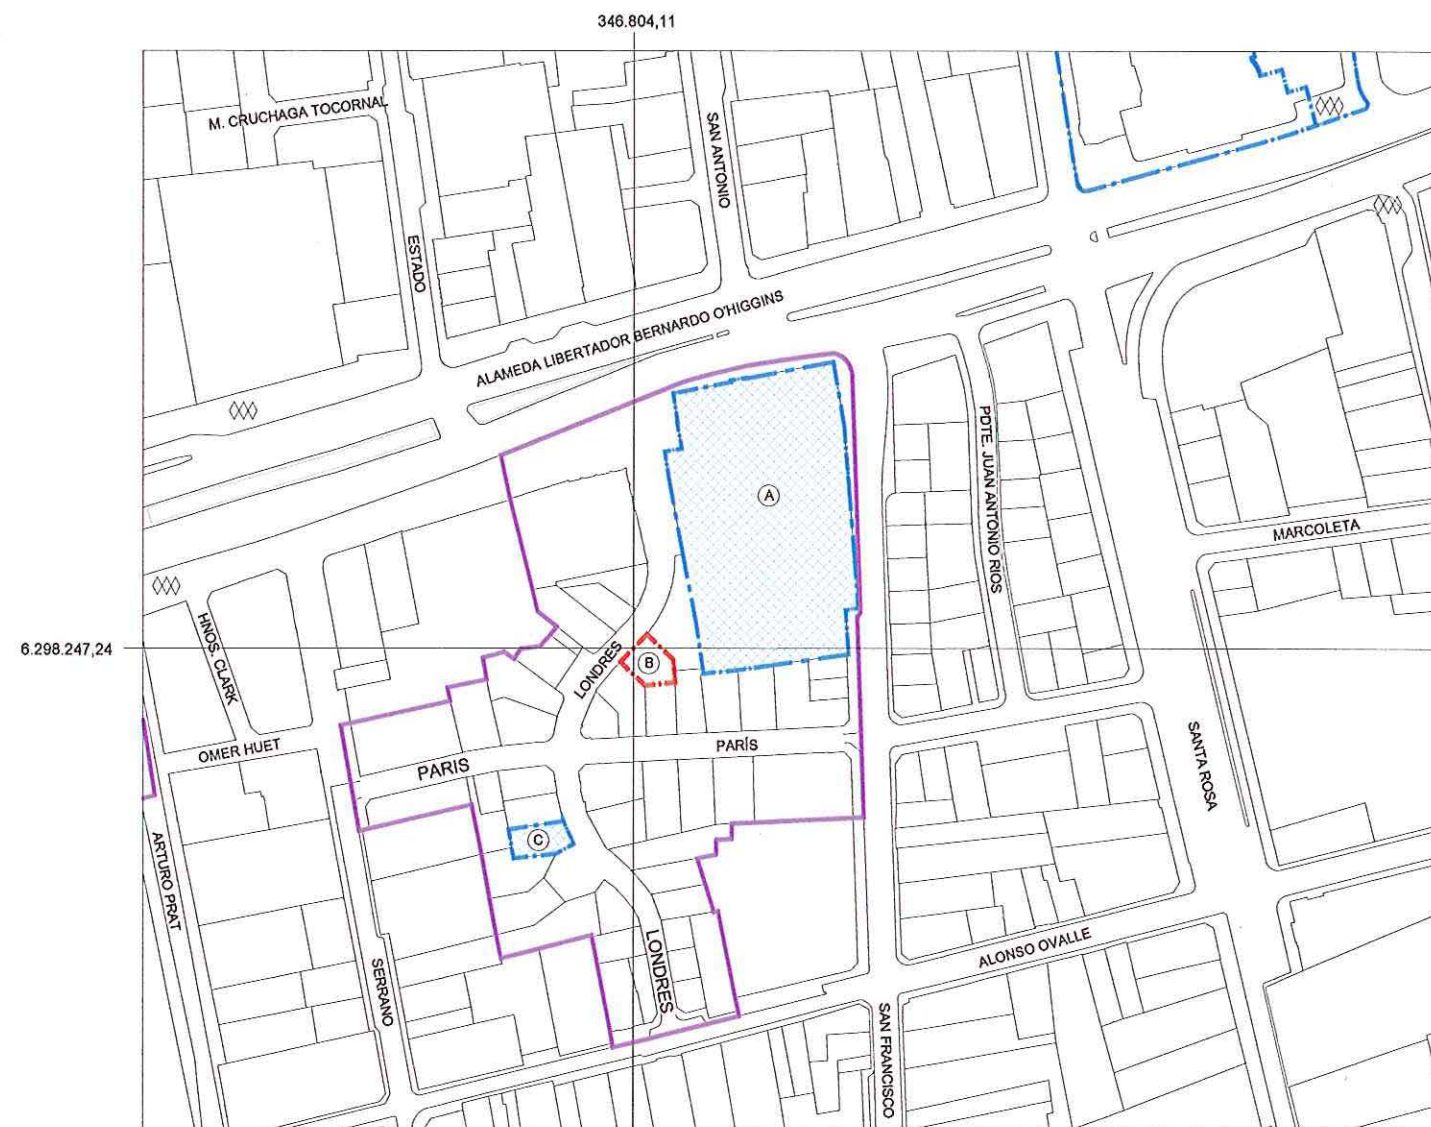 346.804,11
M. CRUCHAGA TOCORNAL
SAN ANTONIO
ESTADO
ALAMEDA LIBERTADOR BERNARDO O'HIGGINS
A
PDTE. JUAN ANTONIO RIOS
MARCOLETA
HNOS. CLARK
6.298.247,24
LONDRES
B
OMER HUET
PARIS
PARÍS
SANTA ROSA
C
ARTURO PRAT
SERRANO
LONDRES
ALONSO OVALLE
SAN FRANCISCO